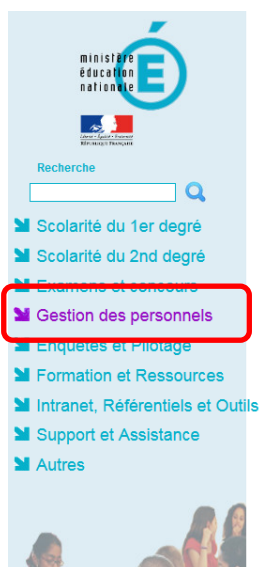 ministère
éducation
nationale
É
Liberté • Égalité • Fraternité
RÉPUBLIQUE FRANÇAISE
Recherche
Scolarité du 1er degré
Scolarité du 2nd degré
Examens et concours
Gestion des personnels
Enquêtes et Pilotage
Formation et Ressources
Intranet, Référentiels et Outils
Support et Assistance
Autres